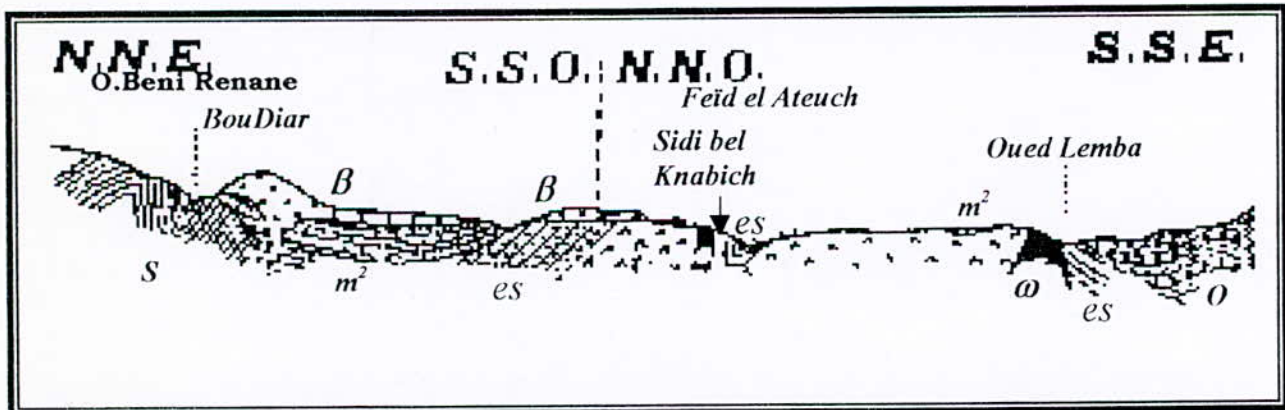 N.N.E. S.S.O. N.N.O. S.S.E.
O.Beni Renane
Feïd el Ateuch
BouDiar
Sidi bel
Knabich
Oued Lemba
β β es m²
S m² es ω es O